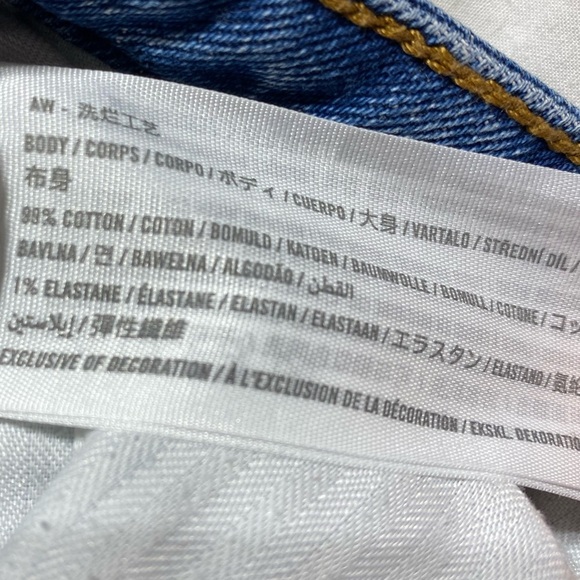 AW - 洗烂工艺
BODY / CORPS / CORPO / ボディ / CUERPO / 大身 / VARTALO / STŘEDNÍ DÍL /
布身
99% COTTON / COTON / BOMULD / KATOEN / BAUMWOLLE / BOMULL / COTONE / コッ
BAVLNA / 면 / BAWEŁNA / ALGODÃO / القطن /
1% ELASTANE / ÉLASTANE / ELASTAN / ELASTAAN / エラスタン / ELASTANO / 氨纶
إيلاستين / 彈性纖維
EXCLUSIVE OF DECORATION / À L'EXCLUSION DE LA DÉCORATION / EKSKL. DEKORATION